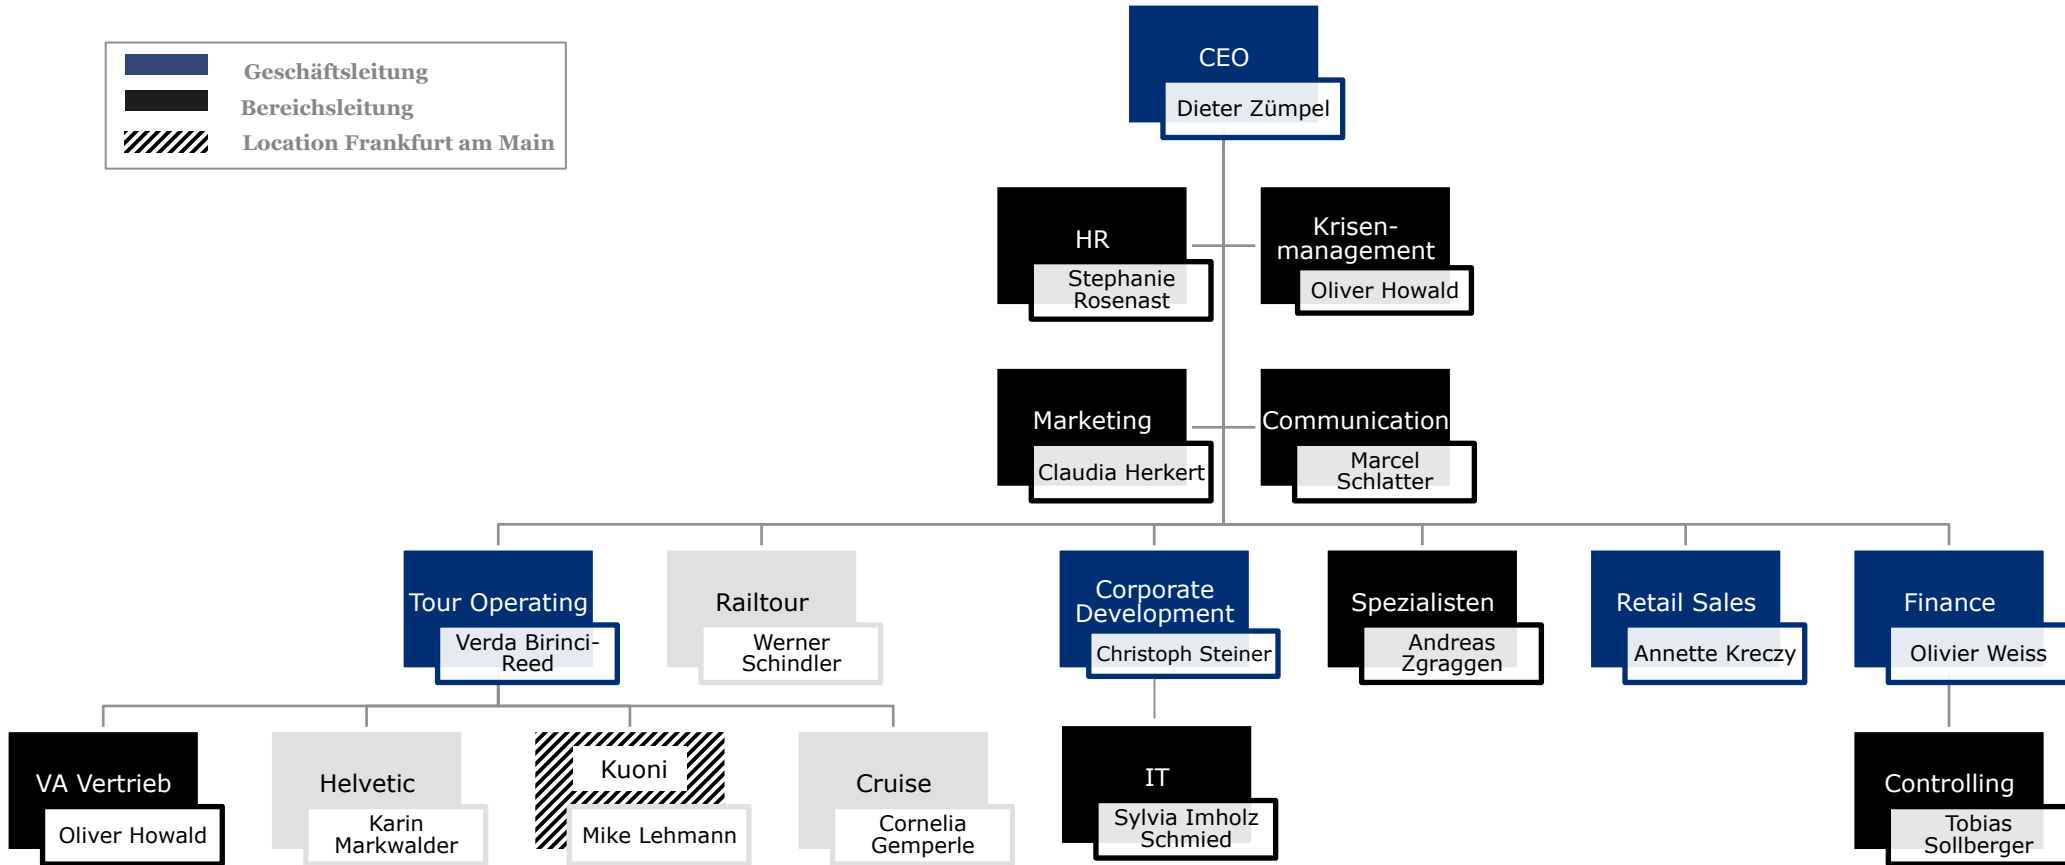 Geschäftsleitung
Bereichsleitung
Location Frankfurt am Main
CEO
Dieter Zümpel
HR
Stephanie
Rosenast
Krisen-
management
Oliver Howald
Marketing
Claudia Herkert
Communication
Marcel
Schlatter
Tour Operating
Verda Birinci-
Reed
Railtour
Werner
Schindler
Corporate
Development
Christoph Steiner
Spezialisten
Andreas
Zgraggen
Retail Sales
Annette Kreczy
Finance
Olivier Weiss
VA Vertrieb
Oliver Howald
Helvetic
Karin
Markwalder
Kuoni
Mike Lehmann
Cruise
Cornelia
Gemperle
IT
Sylvia Imholz
Schmied
Controlling
Tobias
Sollberger